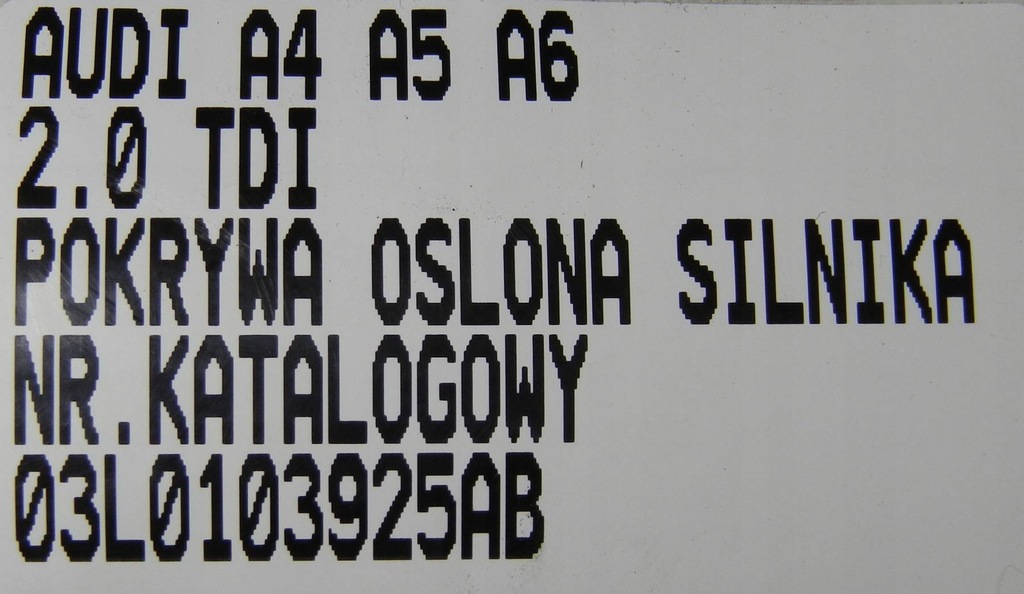 AUDI A4 A5 A6
2.0 TDI
POKRYWA OSLONA SILNIKA
NR.KATALOGOWY
03L0103925AB